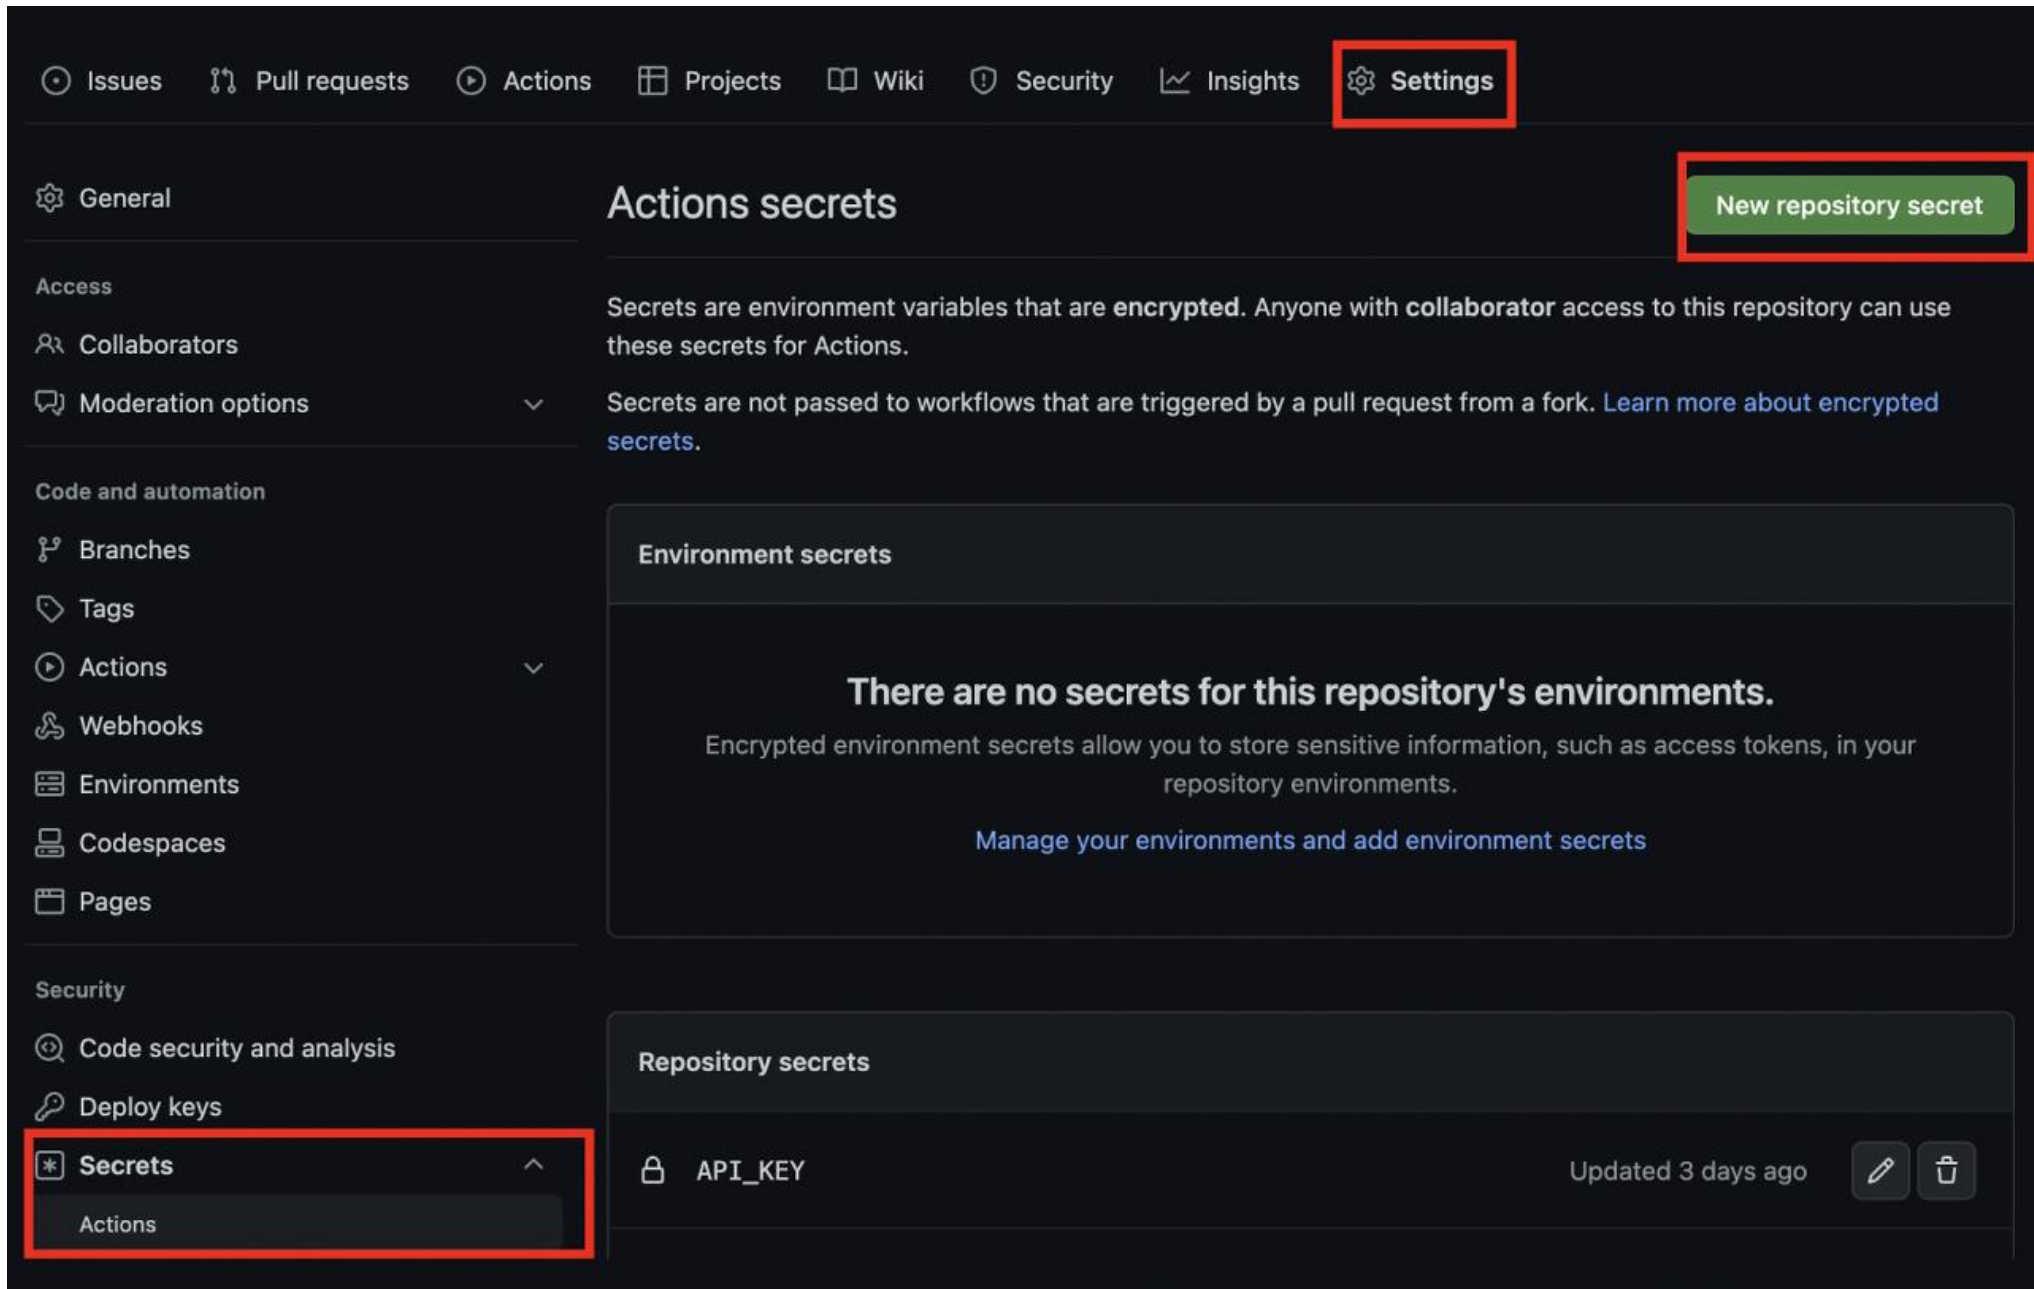 Issues Pull requests Actions Projects Wiki Security Insights Settings
General
Access
Collaborators
Moderation options
Code and automation
Branches
Tags
Actions
Webhooks
Environments
Codespaces
Pages
Security
Code security and analysis
Deploy keys
Secrets
Actions
Actions secrets
New repository secret
Secrets are environment variables that are encrypted. Anyone with collaborator access to this repository can use
these secrets for Actions.
Secrets are not passed to workflows that are triggered by a pull request from a fork. Learn more about encrypted
secrets.
Environment secrets
There are no secrets for this repository's environments.
Encrypted environment secrets allow you to store sensitive information, such as access tokens, in your
repository environments.
Manage your environments and add environment secrets
Repository secrets
API_KEY Updated 3 days ago